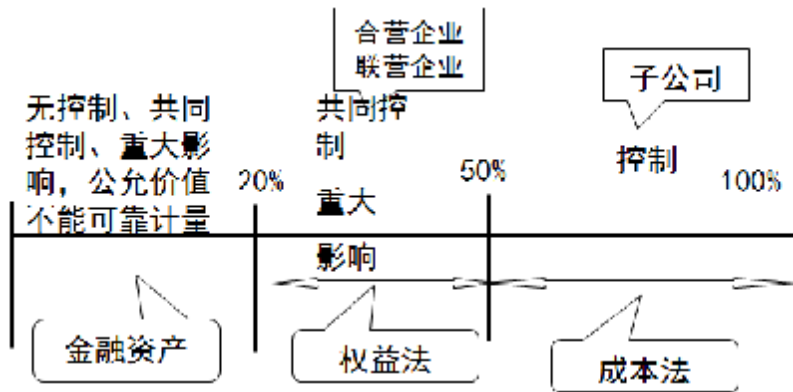 合营企业
联营企业
子公司
无控制、共同
控制、重大影
响，公允价值
不能可靠计量
20%
共同控
制
重大
影响
50%
控制
100%
金融资产
权益法
成本法